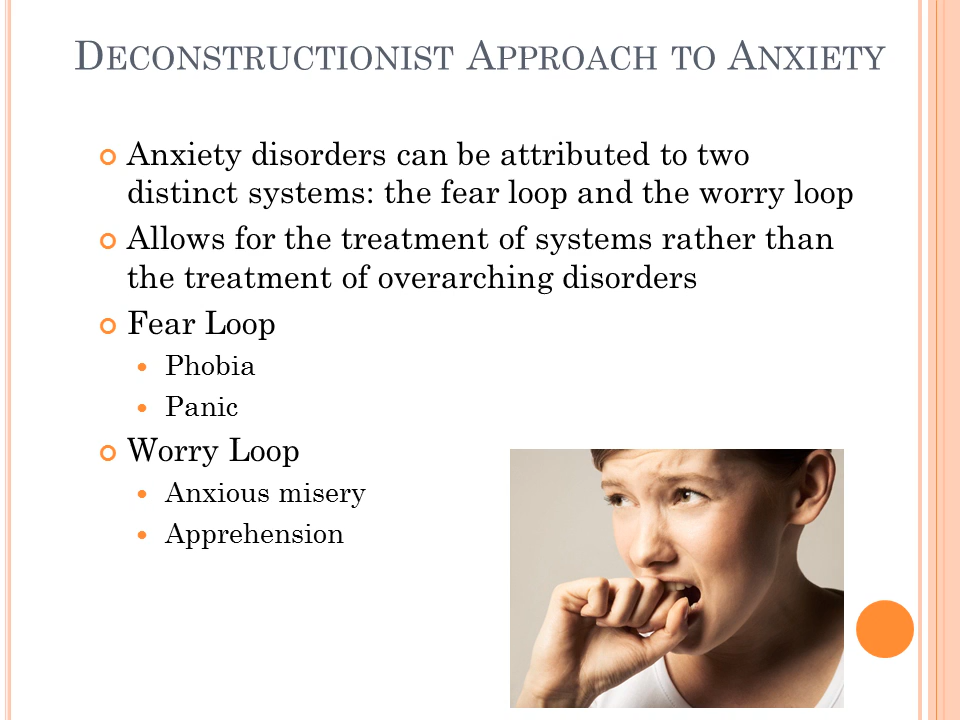 Deconstructionist Approach to Anxiety
Anxiety disorders can be attributed to two
distinct systems: the fear loop and the worry loop
Allows for the treatment of systems rather than
the treatment of overarching disorders
Fear Loop
Phobia
Panic
Worry Loop
Anxious misery
Apprehension